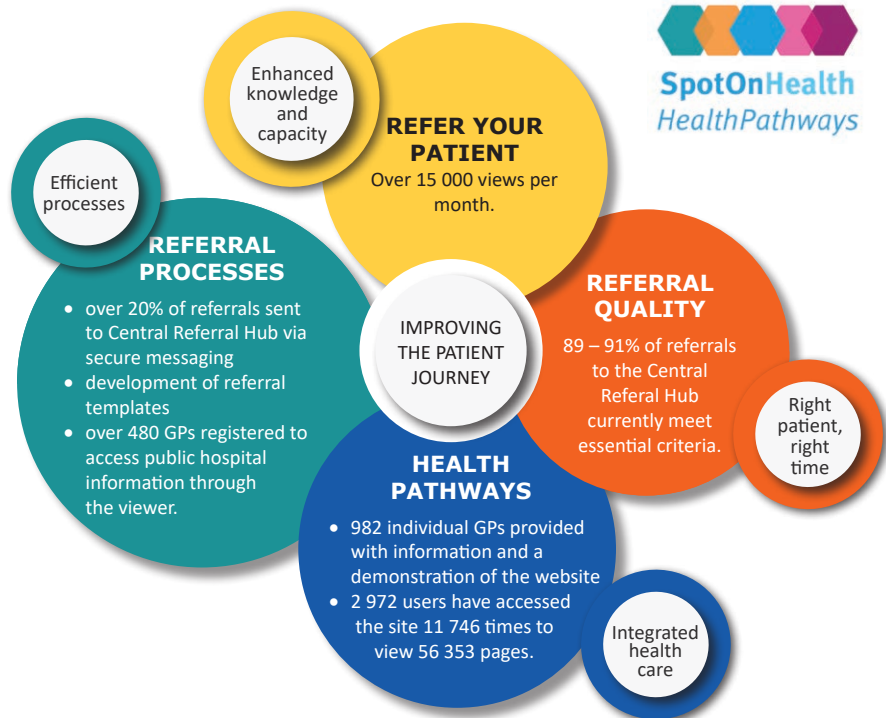 SpotOnHealth
HealthPathways
Enhanced
knowledge
and
capacity
REFER YOUR
PATIENT
Over 15 000 views per
month.
Efficient
processes
REFERRAL
PROCESSES
• over 20% of referrals sent
to Central Referral Hub via
secure messaging
• development of referral
templates
• over 480 GPs registered to
access public hospital
information through
the viewer.
IMPROVING
THE PATIENT
JOURNEY
REFERRAL
QUALITY
89 – 91% of referrals
to the Central
Referal Hub
currently meet
essential criteria.
Right
patient,
right
time
HEALTH
PATHWAYS
• 982 individual GPs provided
with information and a
demonstration of the website
• 2 972 users have accessed
the site 11 746 times to
view 56 353 pages.
Integrated
health
care